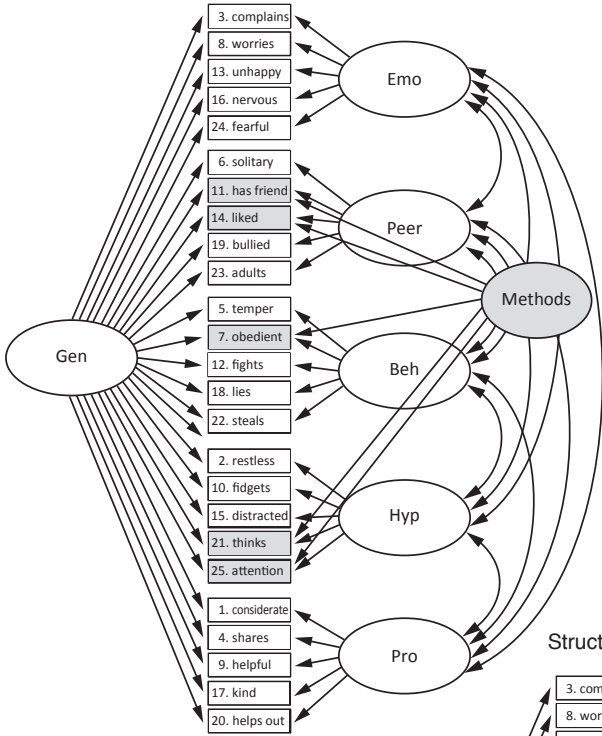 3. complains
8. worries
13. unhappy
16. nervous
24. fearful
Emo
6. solitary
11. has friend
14. liked
19. bullied
23. adults
Peer
Methods
5. temper
7. obedient
12. fights
18. lies
22. steals
Beh
Gen
2. restless
10. fidgets
15. distracted
21. thinks
25. attention
Hyp
1. considerate
4. shares
9. helpful
17. kind
20. helps out
Pro
Struct
3. com
8. wor